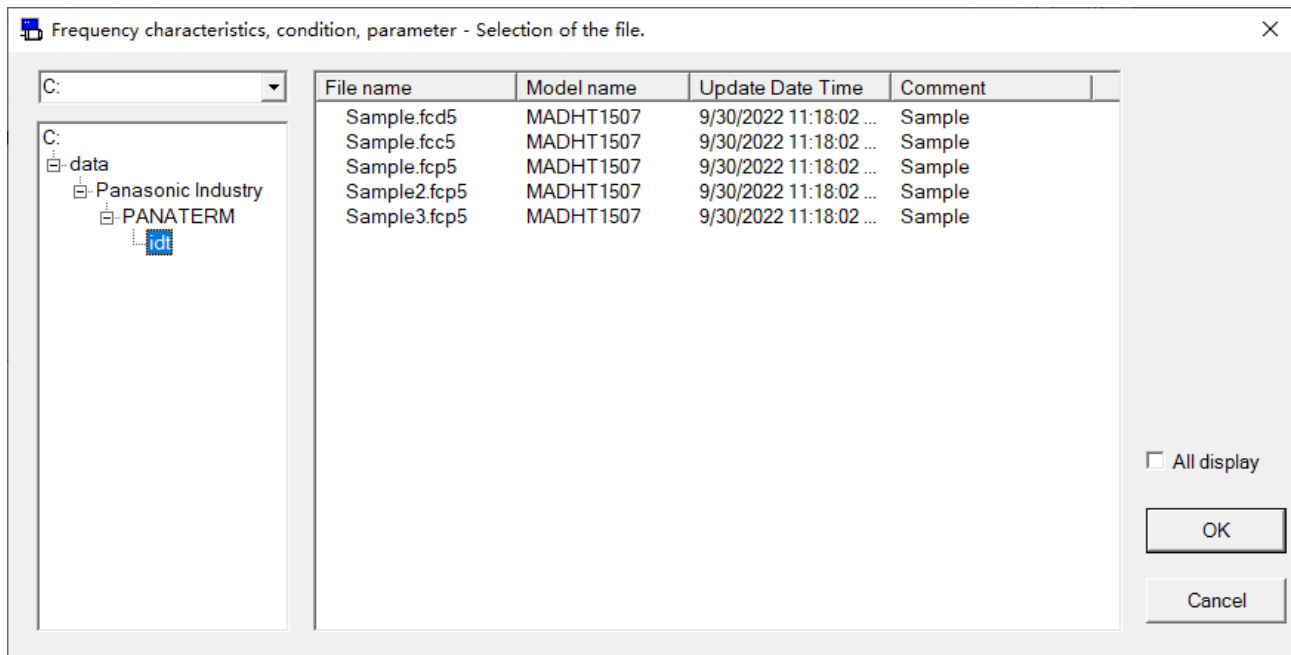 Frequency characteristics, condition, parameter - Selection of the file.
C:
C:
data
Panasonic Industry
PANATERM
idt
File name Model name Update Date Time Comment
Sample.fcd5 MADHT1507 9/30/2022 11:18:02 ... Sample
Sample.fcc5 MADHT1507 9/30/2022 11:18:02 ... Sample
Sample.fcp5 MADHT1507 9/30/2022 11:18:02 ... Sample
Sample2.fcp5 MADHT1507 9/30/2022 11:18:02 ... Sample
Sample3.fcp5 MADHT1507 9/30/2022 11:18:02 ... Sample
All display
OK
Cancel